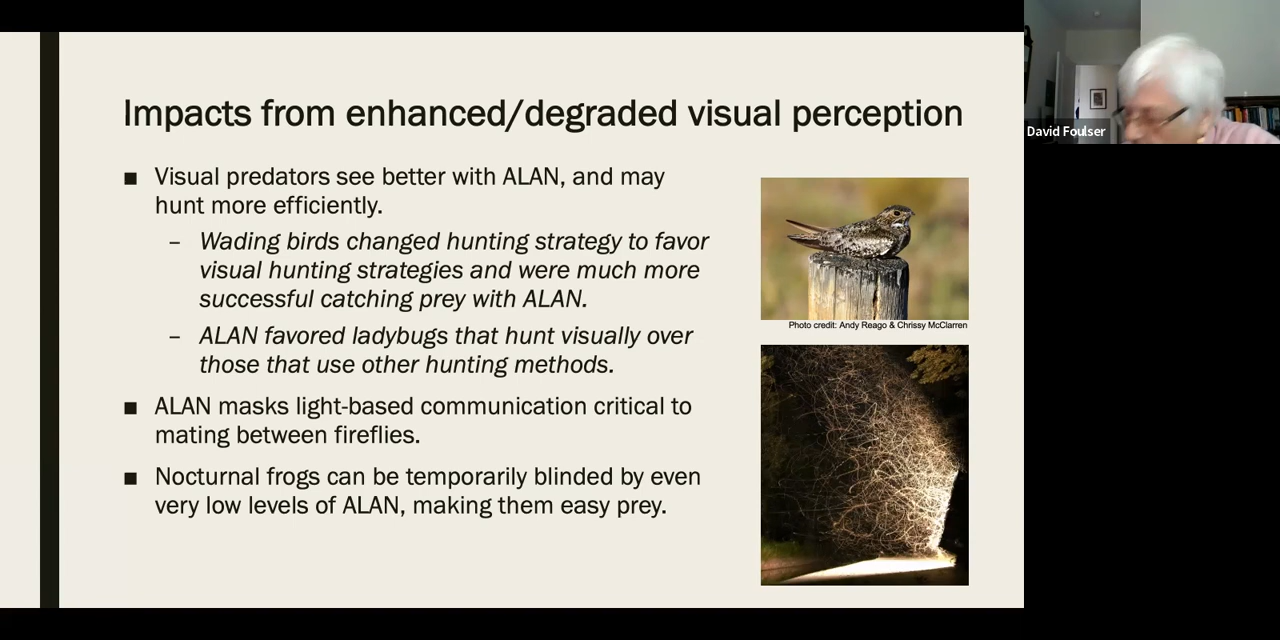 Impacts from enhanced/degraded visual perception
■ Visual predators see better with ALAN, and may
hunt more efficiently.
– Wading birds changed hunting strategy to favor
visual hunting strategies and were much more
successful catching prey with ALAN.
– ALAN favored ladybugs that hunt visually over
those that use other hunting methods.
■ ALAN masks light-based communication critical to
mating between fireflies.
■ Nocturnal frogs can be temporarily blinded by even
very low levels of ALAN, making them easy prey.
Photo credit: Andy Reago & Chrissy McClarren
David Foulser